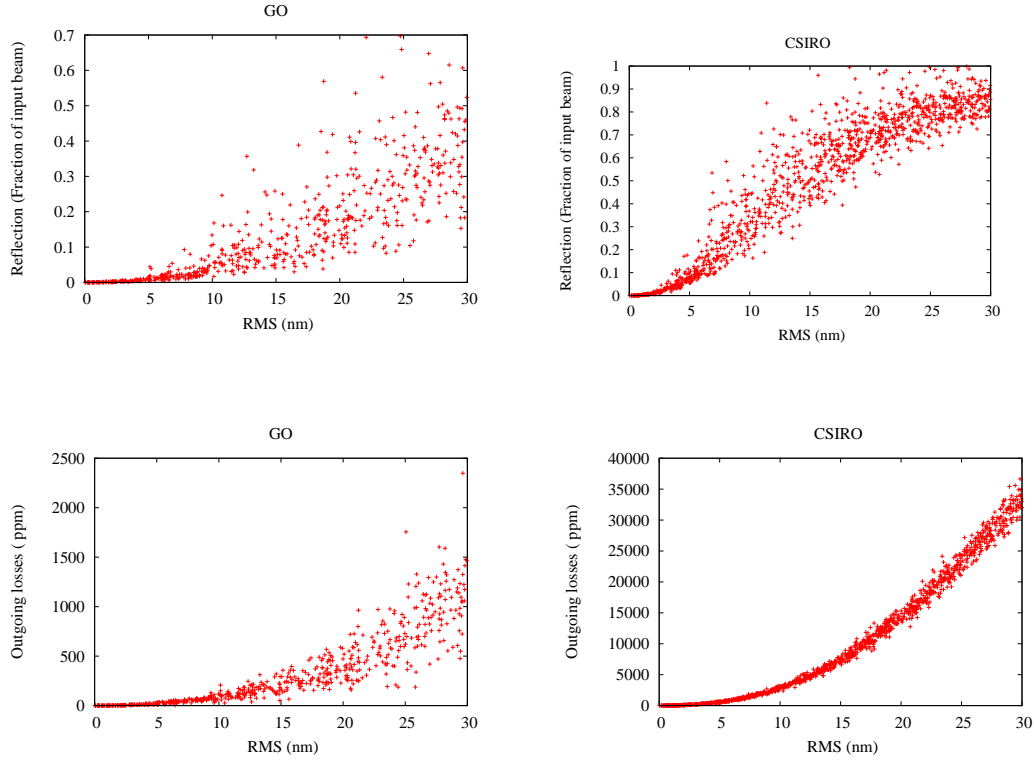 GO
0.7
0.6
0.5
0.4
0.3
0.2
0.1
0
Reflection (Fraction of input beam)
0 5 10 15 20 25 30
RMS (nm)
CSIRO
1
0.9
0.8
0.7
0.6
0.5
0.4
0.3
0.2
0.1
0
Reflection (Fraction of input beam)
0 5 10 15 20 25 30
RMS (nm)
GO
2500
2000
1500
1000
500
0
Outgoing losses ( ppm)
0 5 10 15 20 25 30
RMS (nm)
CSIRO
40000
35000
30000
25000
20000
15000
10000
5000
0
Outgoing losses ( ppm)
0 5 10 15 20 25 30
RMS (nm)